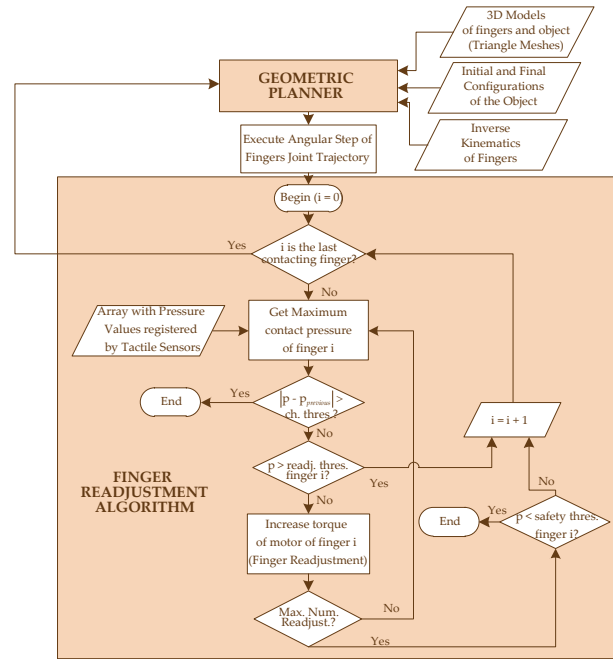 3D Models
of fingers and object
(Triangle Meshes)
GEOMETRIC
PLANNER
Initial and Final
Configurations
of the Object
Inverse
Kinematics
of Fingers
Execute Angular Step of
Fingers Joint Trajectory
Begin (i = 0)
Yes
i is the last
contacting finger?
No
Array with Pressure
Values registered
by Tactile Sensors
Get Maximum
contact pressure
of finger i
Yes
End
|p - p previous| >
ch. thres.?
No
i = i + 1
p > readj. thres.
finger i?
Yes
No
No
FINGER
READJUSTMENT
ALGORITHM
Increase torque
of motor of finger i
(Finger Readjustment)
End
Yes
p < safety thres.
finger i?
Max. Num.
Readjust.?
No
Yes